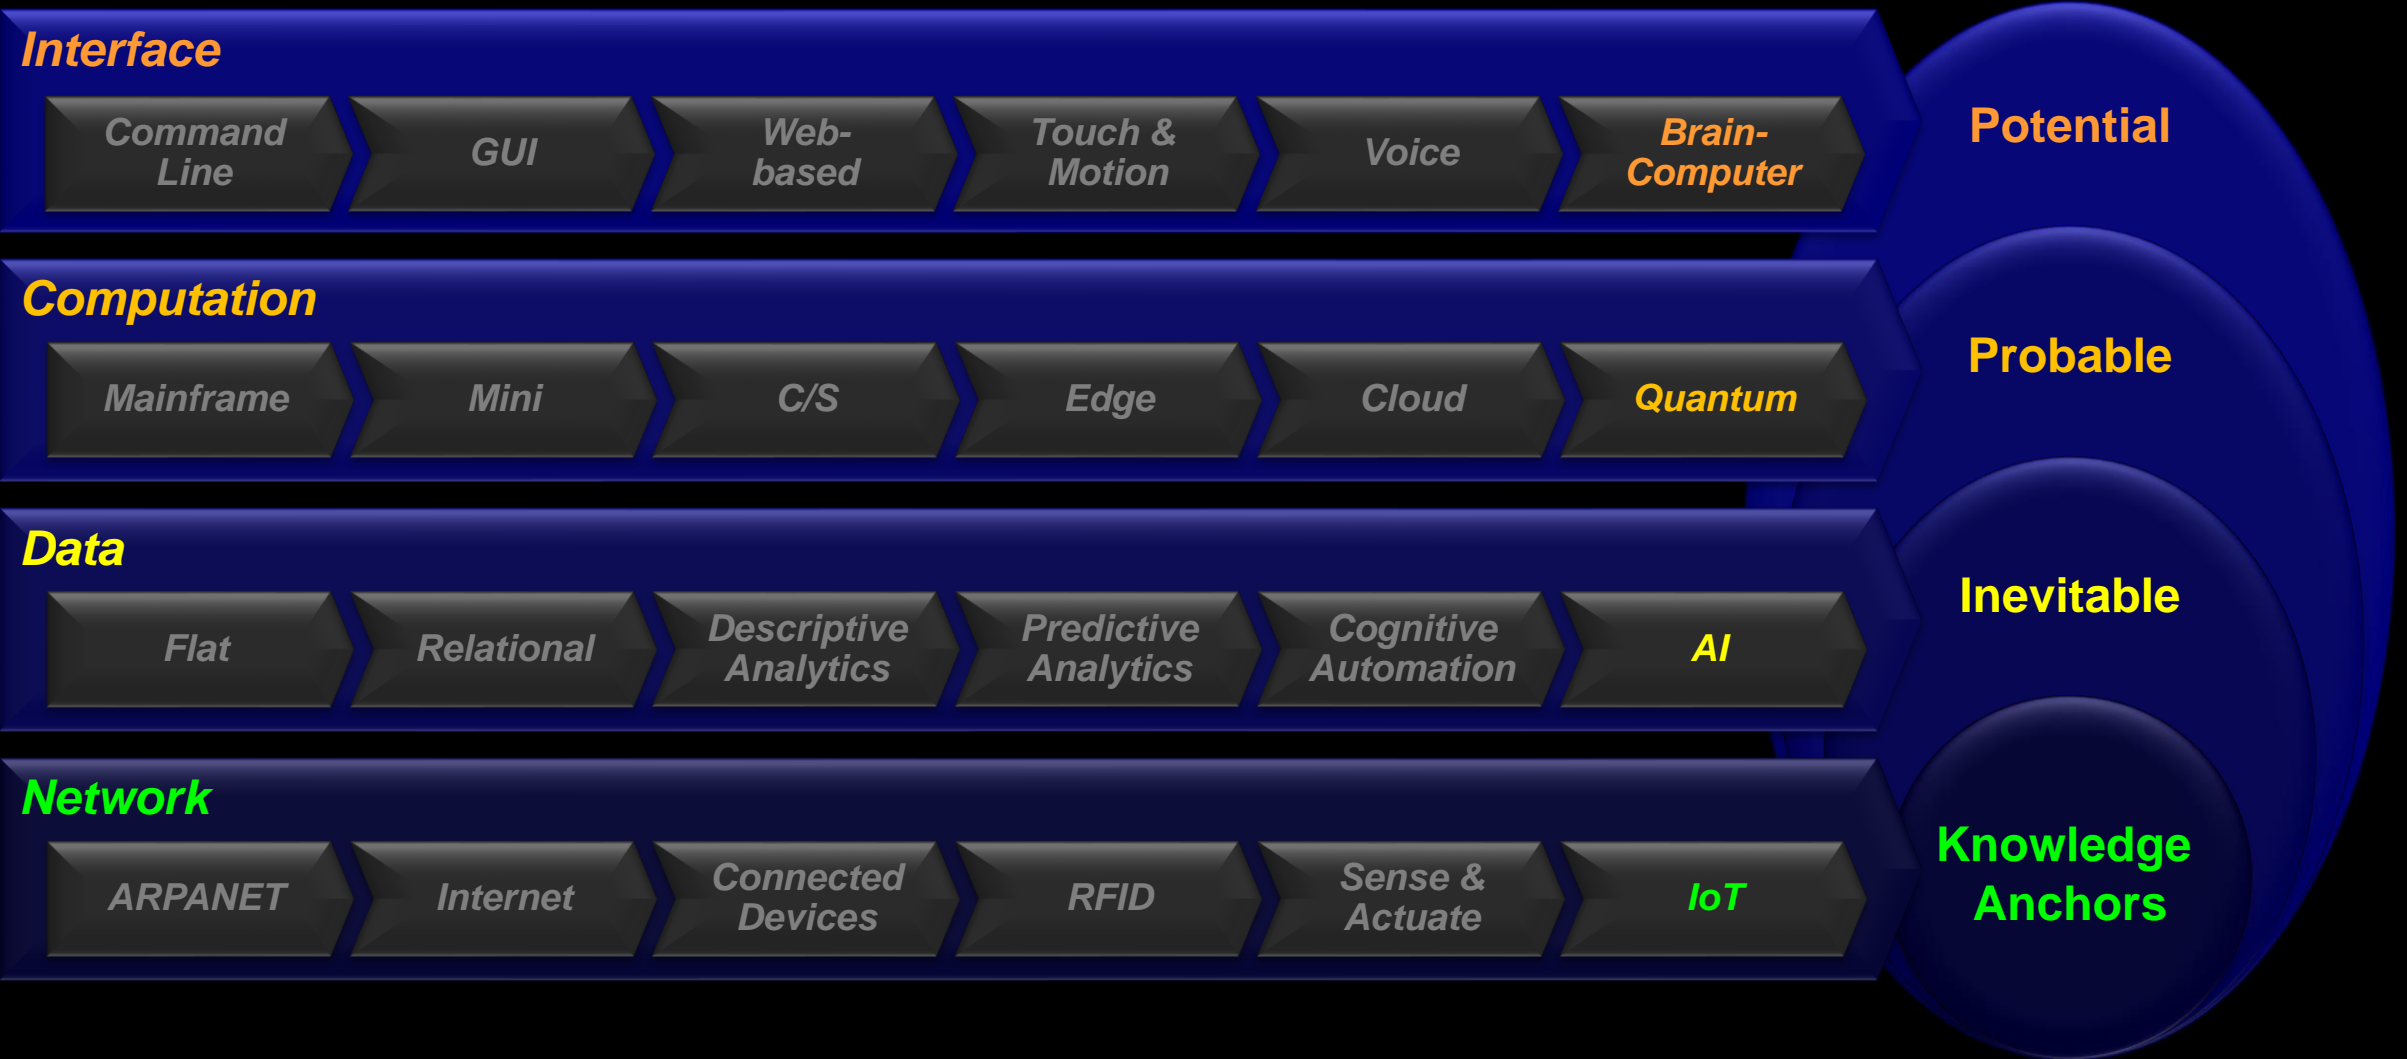 Interface
Command
Line
GUI
Web-
based
Touch &
Motion
Voice
Brain-
Computer
Potential
Computation
Mainframe
Mini
C/S
Edge
Cloud
Quantum
Probable
Data
Flat
Relational
Descriptive
Analytics
Predictive
Analytics
Cognitive
Automation
AI
Inevitable
Network
ARPANET
Internet
Connected
Devices
RFID
Sense &
Actuate
IoT
Knowledge
Anchors